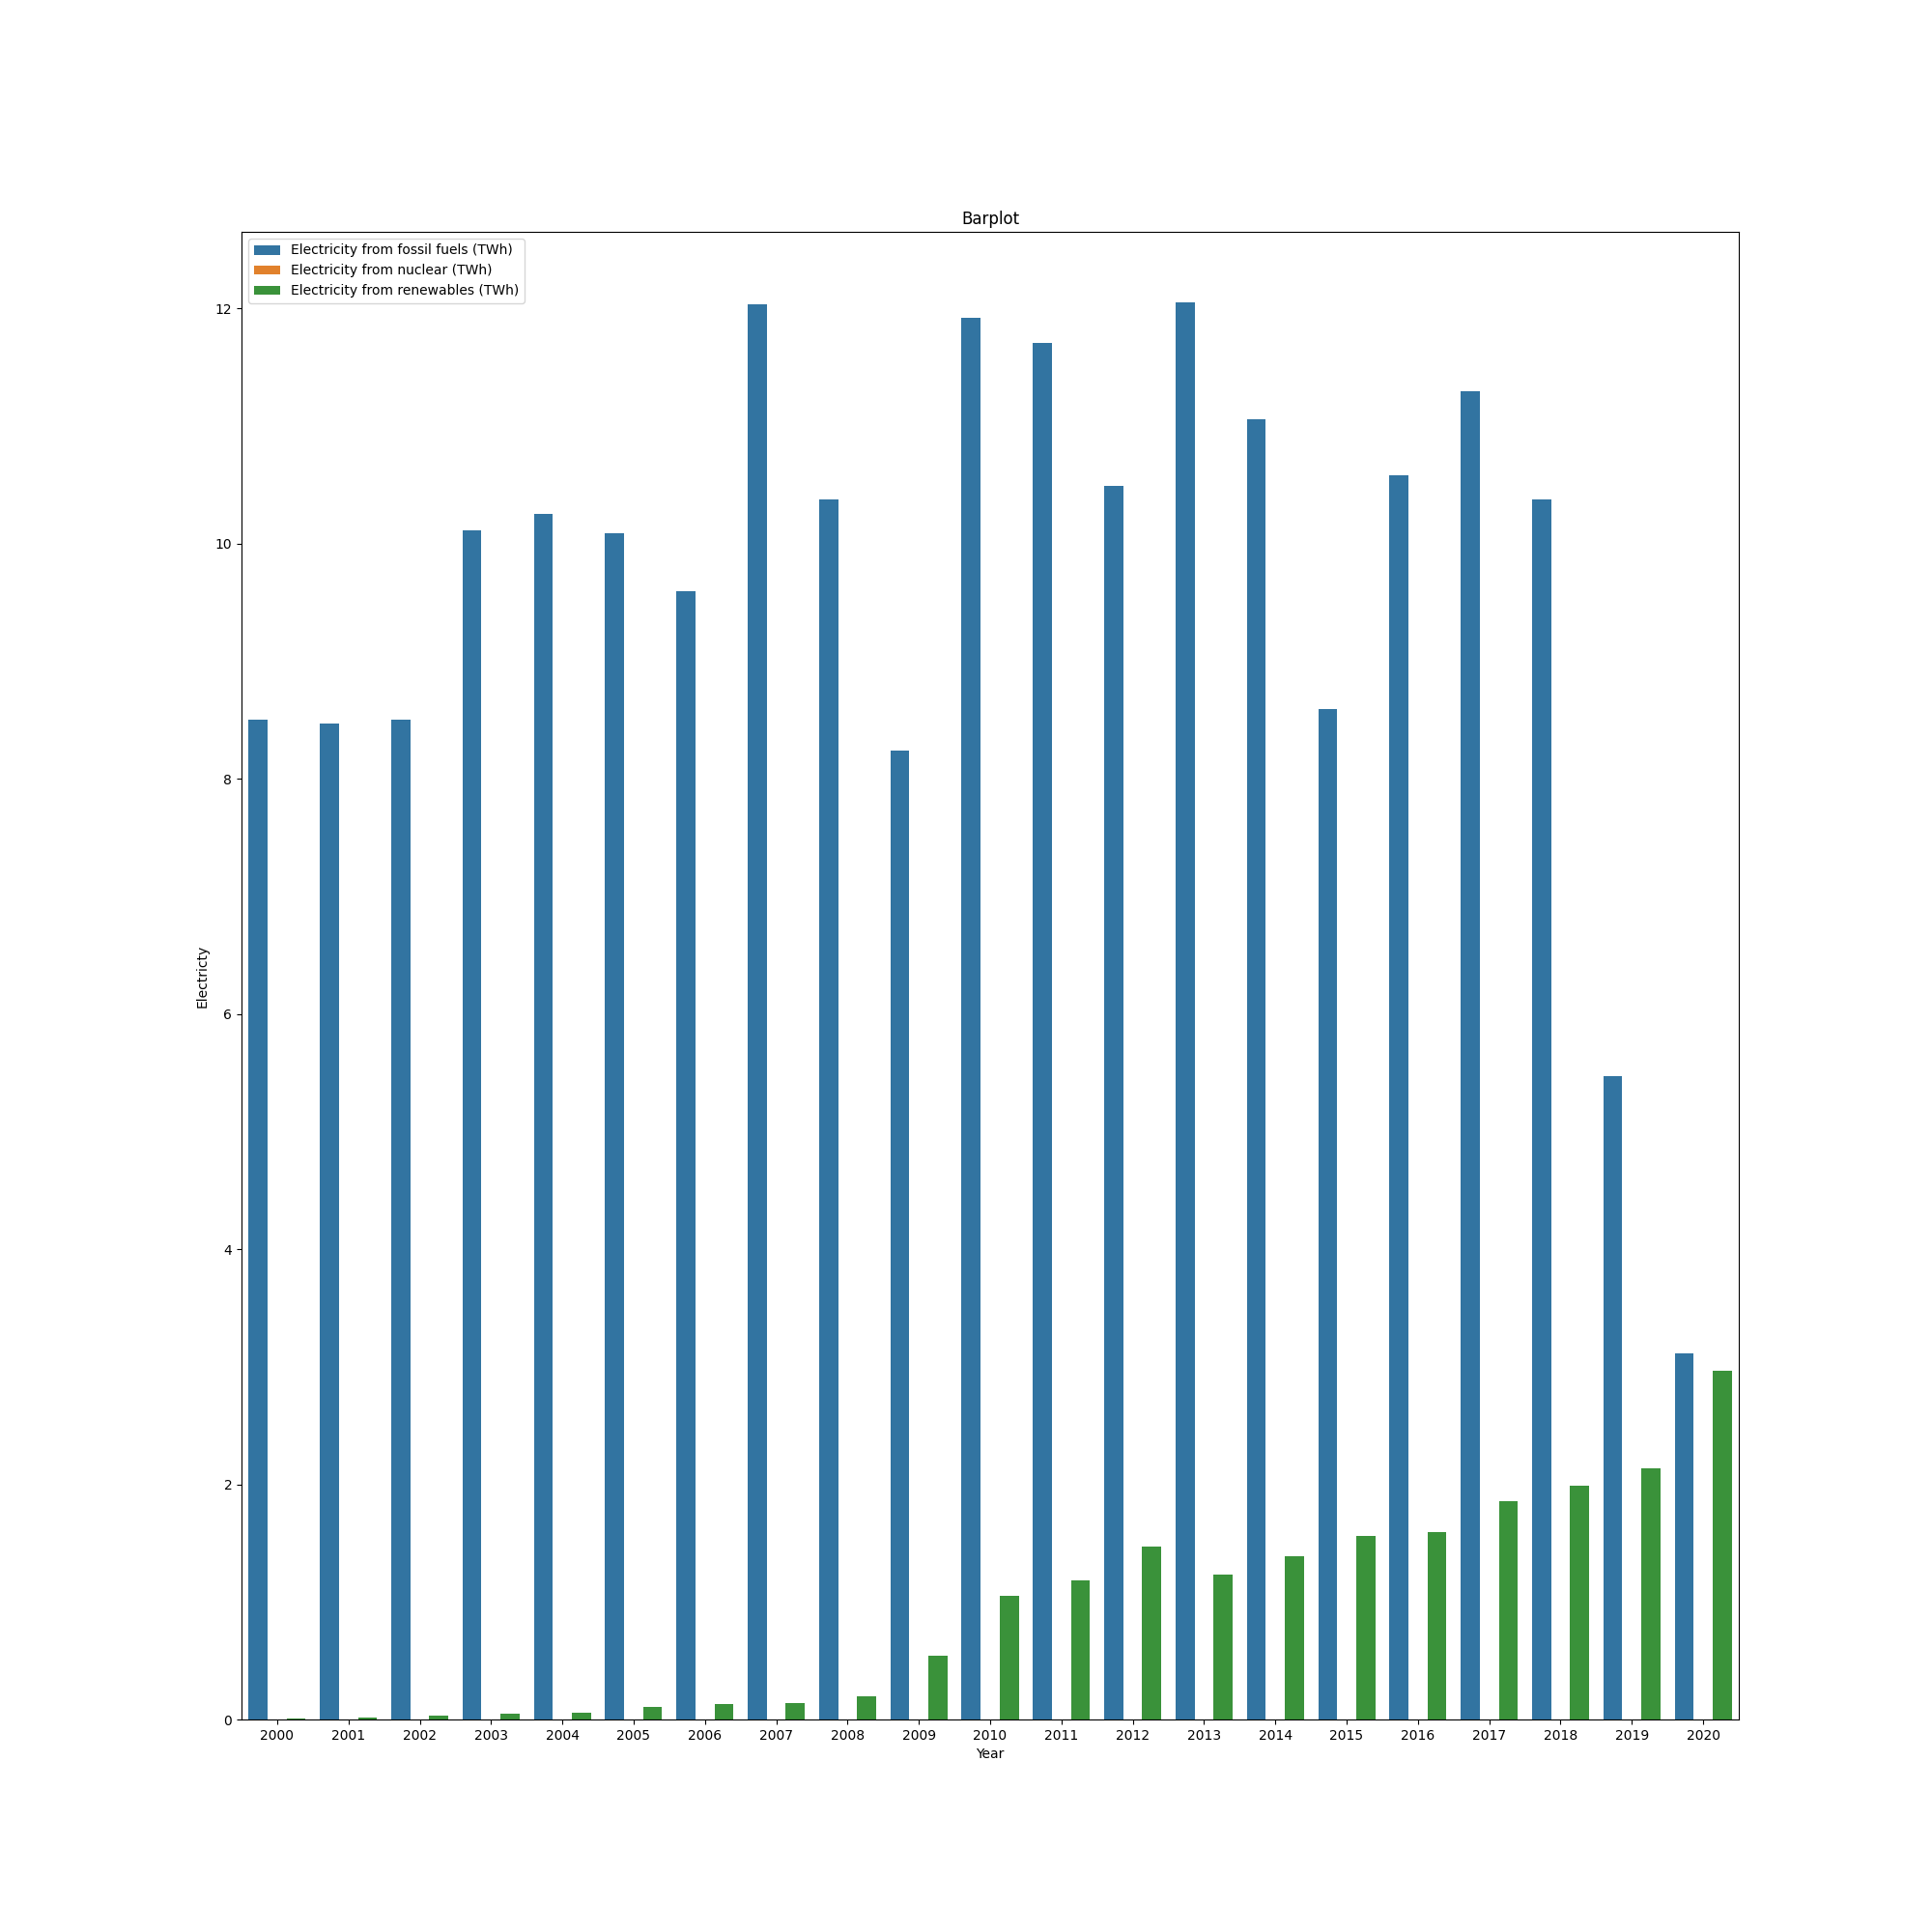 Barplot
Electricity from fossil fuels (TWh)
Electricity from nuclear (TWh)
Electricity from renewables (TWh)
12
10
8
6
4
2
0
Electricty
2000 2001 2002 2003 2004 2005 2006 2007 2008 2009 2010 2011 2012 2013 2014 2015 2016 2017 2018 2019 2020
Year